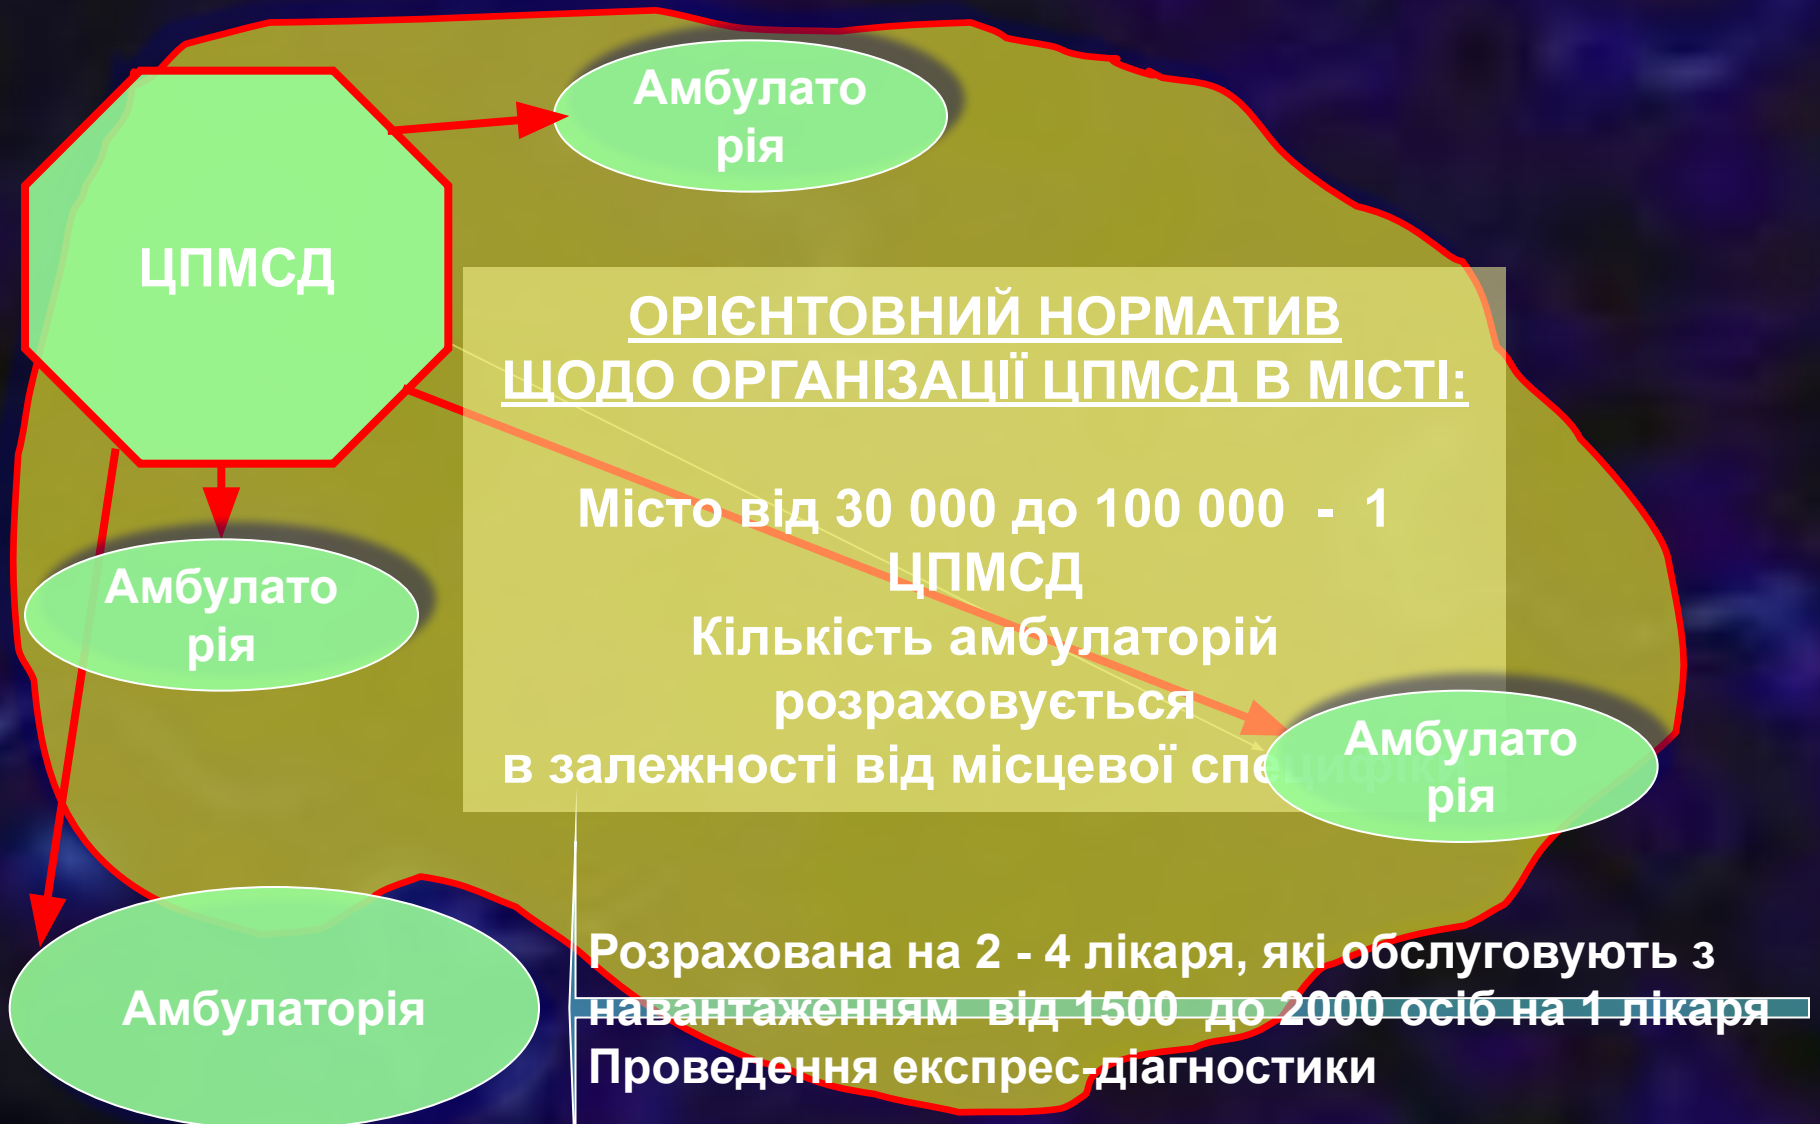 Амбулато
рія
ЦПМСД
ОРІЄНТОВНИЙ НОРМАТИВ
ЩОДО ОРГАНІЗАЦІЇ ЦПМСД В МІСТІ:
Місто від 30 000 до 100 000 - 1
ЦПМСД
Кількість амбулаторій
розраховується
в залежності від місцевої специфіки
Амбулато
рія
Амбулато
рія
Амбулаторія
Розрахована на 2 - 4 лікаря, які обслуговують з
навантаженням від 1500 до 2000 осіб на 1 лікаря
Проведення експрес-діагностики